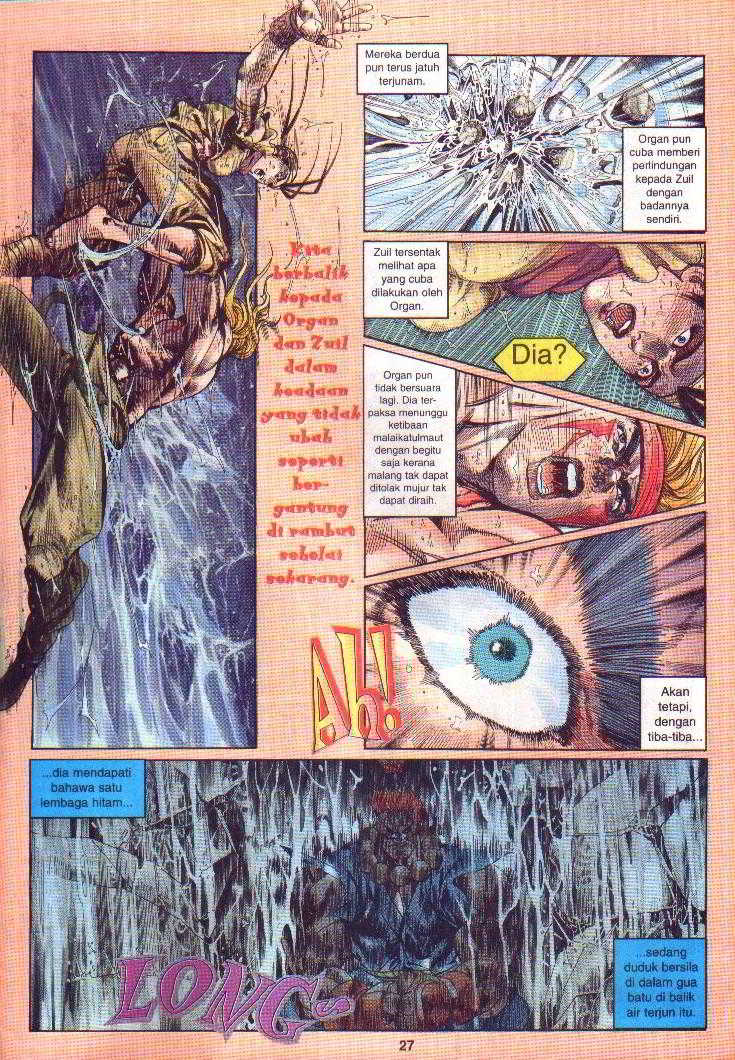 Kita
berbalik
kepada
Organ
dan Zuil
dalam
keadaan
yang tidak
ubah
seperti
ber-
gantung
di rambut
sehelai
sekarang.
Mereka berdua
pun terus jatuh
terjunam.
Organ pun
cuba memberi
perlindungan
kepada Zuil
dengan
badannya
sendiri.
Zuil tersentak
melihat apa
yang cuba
dilakukan oleh
Organ.
Dia?
Organ pun
tidak bersuara
lagi. Dia ter-
paksa menunggu
ketibaan
malaikatulmaut
dengan begitu
saja kerana
malang tak dapat
ditolak mujur tak
dapat diraih.
Ah!
Akan
tetapi,
dengan
tiba-tiba...
...dia mendapati
bahawa satu
lembaga hitam...
LONG
...sedang
duduk bersila
di dalam gua
batu di balik
air terjun itu.
27